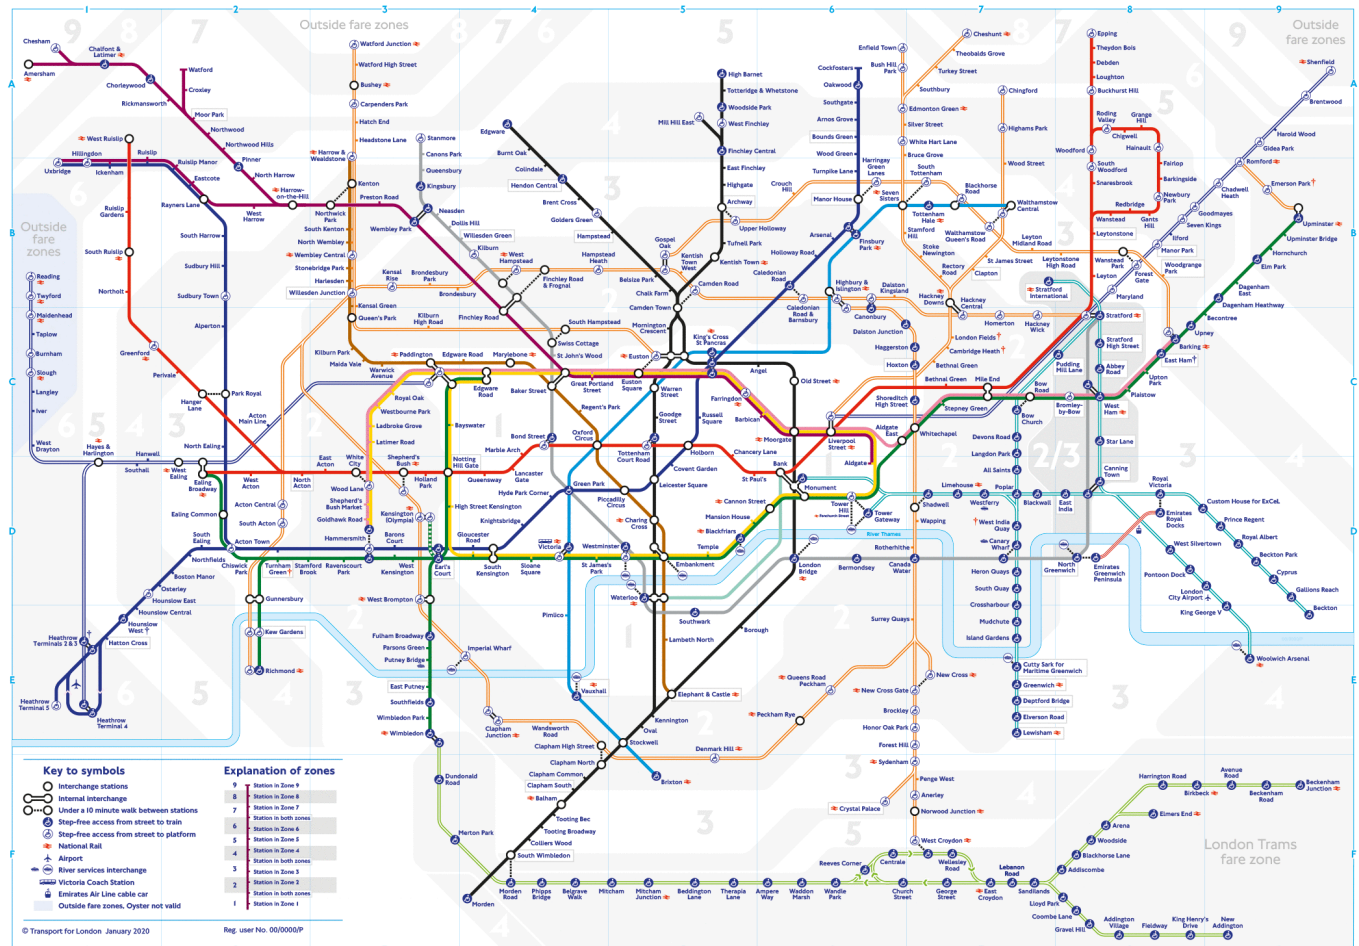 1 2 3 4 5 6 7 8 9
Outside fare zones
Outside
fare zones
9 8 7
8 7 6
5
7 8 9
Chesham
Chalfont &
Latimer
Amersham
Chorleywood
Rickmansworth
Watford
Croxley
Moor Park
Northwood
Northwood Hills
Pinner
North Harrow
Harrow-
on-the-Hill
West
Harrow
Northwick
Park
Preston Road
Wembley Park
West Ruislip
Hillingdon
Uxbridge
Ickenham
Ruislip
Ruislip Manor
Eastcote
Rayners Lane
Ruislip
Gardens
South Ruislip
Northolt
Greenford
Perivale
Hanger
Lane
Park Royal
South Harrow
Sudbury Hill
Sudbury Town
Alperton
North Ealing
Watford Junction
Watford High Street
Bushey
Carpenders Park
Hatch End
Headstone Lane
Harrow &
Wealdstone
Kenton
South Kenton
North Wembley
Wembley Central
Stonebridge Park
Harlesden
Willesden Junction
Kensal Green
Queen's Park
Kilburn Park
Maida Vale
Warwick
Avenue
Paddington
Edgware Road
Marylebone
Baker Street
Stanmore
Canons Park
Queensbury
Kingsbury
Neasden
Dollis Hill
Willesden Green
Kilburn
West
Hampstead
Finchley Road
Finchley Road
& Frognal
Hampstead
Heath
Kensal
Rise
Brondesbury
Park
Brondesbury
Kilburn
High Road
South Hampstead
Swiss Cottage
St John's Wood
Edgware
Burnt Oak
Colindale
Hendon Central
Brent Cross
Golders Green
Hampstead
Belsize Park
Chalk Farm
Camden Town
Mornington
Crescent
Euston
High Barnet
Totteridge & Whetstone
Woodside Park
West Finchley
Mill Hill East
Finchley Central
East Finchley
Highgate
Archway
Crouch
Hill
Upper Holloway
Gospel
Oak
Tufnell Park
Kentish
Town
West
Kentish Town
Camden Road
Caledonian
Road
Caledonian
Road &
Barnsbury
Cockfosters
Oakwood
Southgate
Arnos Grove
Bounds Green
Wood Green
Turnpike Lane
Harringay
Green
Lanes
Manor House
Arsenal
Holloway Road
Finsbury
Park
Seven
Sisters
South
Tottenham
Tottenham
Hale
Blackhorse
Road
Walthamstow
Central
Walthamstow
Queen's Road
Enfield Town
Bush Hill
Park
Cheshunt
Theobalds Grove
Turkey Street
Southbury
Edmonton Green
Silver Street
White Hart Lane
Bruce Grove
Stamford
Hill
Stoke
Newington
Rectory
Road
Clapton
St James Street
Chingford
Highams Park
Wood Street
Leyton
Midland Road
Leytonstone
High Road
Wanstead
Park
Epping
Theydon Bois
Debden
Loughton
Buckhurst Hill
Roding
Valley
Chigwell
Grange
Hill
Hainault
Fairlop
Barkingside
Newbury
Park
Woodford
South
Woodford
Snaresbrook
Redbridge
Wanstead
Gants
Hill
Leytonstone
Leyton
Shenfield
Brentwood
Harold Wood
Gidea Park
Romford
Emerson Park
Chadwell
Heath
Goodmayes
Seven Kings
Ilford
Manor Park
Woodgrange
Park
Forest
Gate
Maryland
Upminster
Upminster Bridge
Hornchurch
Elm Park
Dagenham
East
Dagenham Heathway
Becontree
Upney
Barking
East Ham
Upton
Park
Plaistow
West
Ham
Bromley-
by-Bow
Bow
Road
Mile End
Stepney Green
Whitechapel
Stratford
International
Stratford
Stratford
High Street
Abbey
Road
Pudding
Mill Lane
Bow
Church
Devons Road
Langdon Park
All Saints
Poplar
Blackwall
East
India
Canning
Town
Star Lane
Highbury &
Islington
Canonbury
Dalston
Kingsland
Dalston Junction
Haggerston
Hoxton
Shoreditch
High Street
Hackney
Downs
Hackney
Central
Homerton
Hackney
Wick
London Fields
Cambridge Heath
Bethnal Green
Bethnal Green
King's Cross
St Pancras
Angel
Old Street
Farringdon
Barbican
Moorgate
Liverpool
Street
Aldgate
East
Aldgate
Great Portland
Street
Euston
Square
Warren
Street
Goodge
Street
Russell
Square
Regent's Park
Oxford
Circus
Bond Street
Tottenham
Court Road
Holborn
Chancery Lane
St Paul's
Bank
Covent Garden
Leicester Square
Piccadilly
Circus
Green Park
Hyde Park Corner
Knightsbridge
Marble Arch
Lancaster
Gate
Queensway
Notting
Hill Gate
Bayswater
Edgware
Road
Royal Oak
Westbourne Park
Ladbroke Grove
Latimer Road
White
City
Shepherd's
Bush
Holland
Park
Wood Lane
Shepherd's
Bush Market
Goldhawk Road
Hammersmith
Kensington
(Olympia)
High Street Kensington
Reading
Twyford
Maidenhead
Taplow
Burnham
Slough
Langley
Iver
West
Drayton
Hayes &
Harlington
Southall
Hanwell
West
Ealing
Ealing
Broadway
Acton
Main Line
West
Acton
North
Acton
East
Acton
Ealing Common
Acton Central
South Acton
South
Ealing
Acton Town
Northfields
Boston Manor
Osterley
Hounslow East
Hounslow Central
Hounslow
West
Hatton Cross
Heathrow
Terminals 2 & 3
Heathrow
Terminal 5
Heathrow
Terminal 4
Chiswick
Park
Turnham
Green
Stamford
Brook
Ravenscourt
Park
Barons
Court
West
Kensington
Earl's
Court
Gloucester
Road
South
Kensington
Sloane
Square
Victoria
St James's
Park
Westminster
Embankment
Charing
Cross
Temple
Blackfriars
Mansion House
Cannon Street
Monument
Tower
Hill
Fenchurch Street
Tower
Gateway
River Thames
Gunnersbury
Kew Gardens
Richmond
West Brompton
Fulham Broadway
Parsons Green
Putney Bridge
East Putney
Southfields
Wimbledon Park
Wimbledon
Imperial Wharf
Clapham
Junction
Wandsworth
Road
Clapham High Street
Clapham North
Clapham Common
Clapham South
Balham
Tooting Bec
Tooting Broadway
Colliers Wood
South Wimbledon
Morden
Pimlico
Vauxhall
Stockwell
Brixton
Oval
Kennington
Waterloo
Southwark
Lambeth North
Elephant & Castle
Borough
London
Bridge
Bermondsey
Canada
Water
Rotherhithe
Wapping
Shadwell
Limehouse
Westferry
West India
Quay
Canary
Wharf
Heron Quays
South Quay
Crossharbour
Mudchute
Island Gardens
Cutty Sark for
Maritime Greenwich
Greenwich
Deptford Bridge
Elverson Road
Lewisham
North
Greenwich
Emirates
Greenwich
Peninsula
Emirates
Royal
Docks
Royal
Victoria
Custom House for ExCeL
Prince Regent
Royal Albert
Beckton Park
Cyprus
Gallions Reach
Beckton
West Silvertown
Pontoon Dock
London
City Airport
King George V
Woolwich Arsenal
Surrey Quays
Queens Road
Peckham
Peckham Rye
Denmark Hill
New Cross Gate
New Cross
Brockley
Honor Oak Park
Forest Hill
Sydenham
Crystal Palace
Penge West
Anerley
Norwood Junction
West Croydon
Dundonald
Road
Merton Park
Morden
Road
Phipps
Bridge
Belgrave
Walk
Mitcham
Mitcham
Junction
Beddington
Lane
Therapia
Lane
Ampere
Way
Waddon
Marsh
Wandle
Park
Reeves Corner
Centrale
Church
Street
George
Street
Wellesley
Road
East
Croydon
Lebanon
Road
Sandilands
Lloyd Park
Coombe Lane
Gravel Hill
Addington
Village
Fieldway
King Henry's
Drive
New
Addington
Addiscombe
Blackhorse Lane
Woodside
Arena
Elmers End
Harrington Road
Birkbeck
Avenue
Road
Beckenham
Road
Beckenham
Junction
London Trams
fare zone
Outside
fare
zones
A
B
C
D
E
F
Key to symbols
Interchange stations
Internal interchange
Under a 10 minute walk between stations
Step-free access from street to train
Step-free access from street to platform
National Rail
Airport
River services interchange
Victoria Coach Station
Emirates Air Line cable car
Outside fare zones, Oyster not valid
Explanation of zones
9 Station in Zone 9
8 Station in Zone 8
7 Station in Zone 7
Station in both zones
6 Station in Zone 6
5 Station in Zone 5
4 Station in Zone 4
Station in both zones
3 Station in Zone 3
2 Station in Zone 2
Station in both zones
1 Station in Zone 1
© Transport for London January 2020
Reg. user No. 00/0000/P